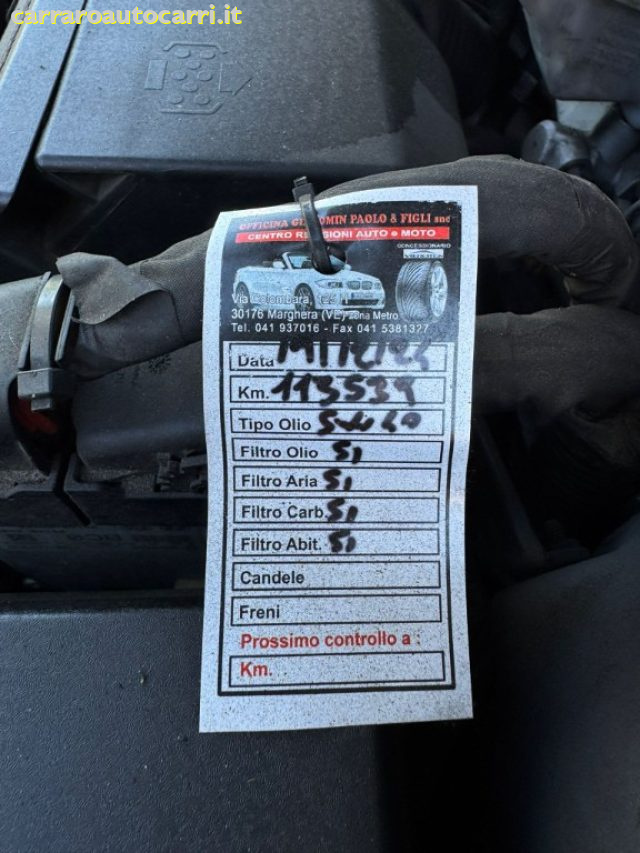 carraroautocarri.it
OFFICINA PAOLO & FIGLI snc
CENTRO REVISIONI AUTO e MOTO
CONCESSIONARIO
Via Colombara,
30176 Marghera (VE) zona Metro
Tel. 041 937016 - Fax 041 5381327
Data
Km. 113539
Tipo Olio 5w40
Filtro Olio SI
Filtro Aria SI
Filtro Carb. SI
Filtro Abit. SI
Candele
Freni
Prossimo controllo a :
Km.